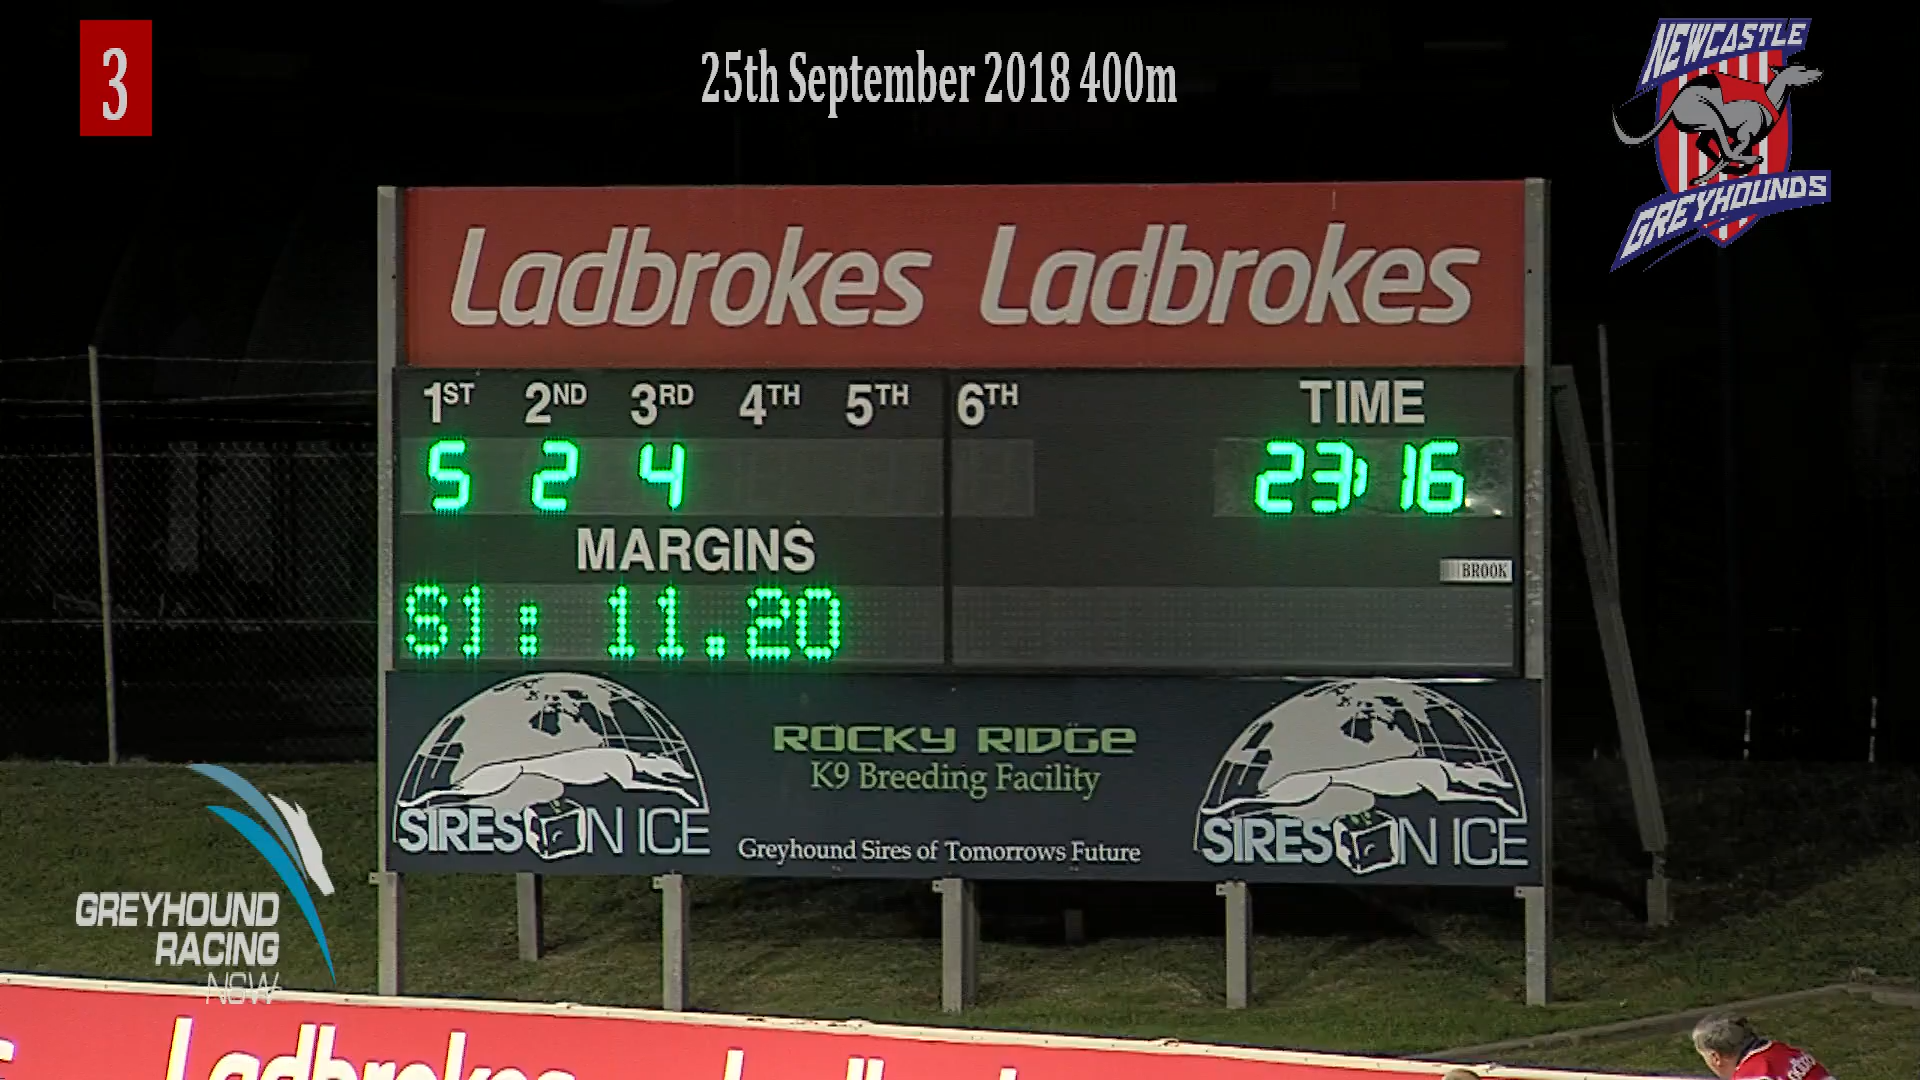 3
25th September 2018 400m
NEWCASTLE
GREYHOUNDS
Ladbrokes Ladbrokes
1ST 2ND 3RD 4TH 5TH 6TH TIME
5 2 4 23.16
MARGINS
BROOK
S1: 11.20
ROCKY RIDGE
K9 Breeding Facility
SIRES ON ICE
Greyhound Sires of Tomorrows Future
SIRES ON ICE
GREYHOUND
RACING
NSW
Ladbrokes